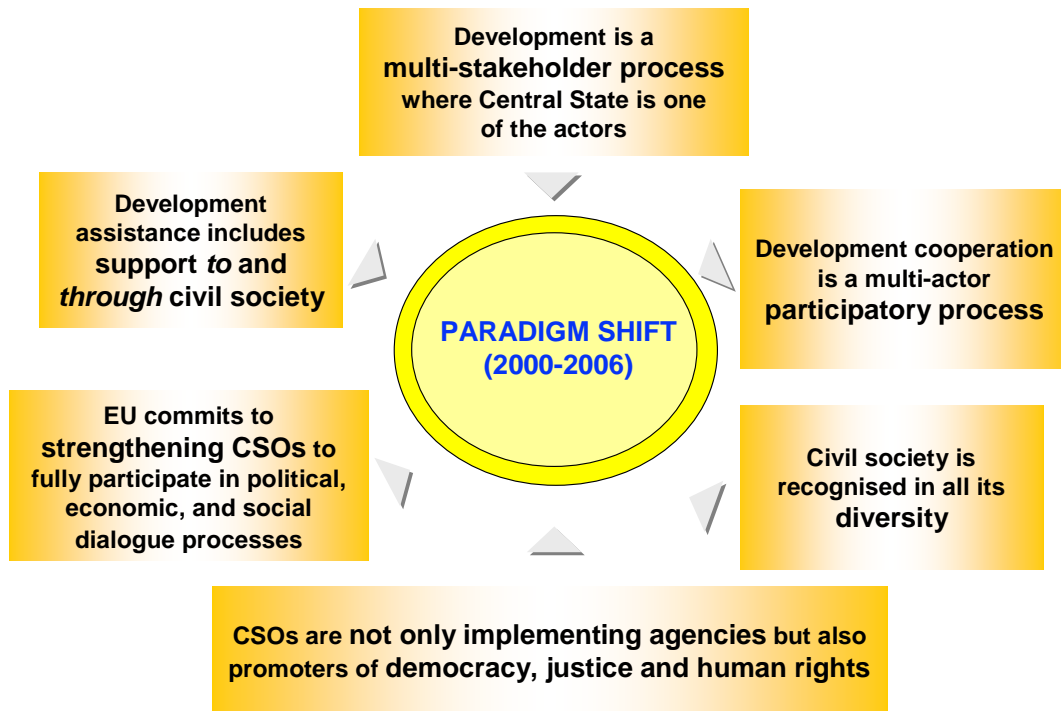 Development is a
multi-stakeholder process
where Central State is one
of the actors
Development
assistance includes
support to and
through civil society
Development cooperation
is a multi-actor
participatory process
PARADIGM SHIFT
(2000-2006)
EU commits to
strengthening CSOs to
fully participate in political,
economic, and social
dialogue processes
Civil society is
recognised in all its
diversity
CSOs are not only implementing agencies but also
promoters of democracy, justice and human rights